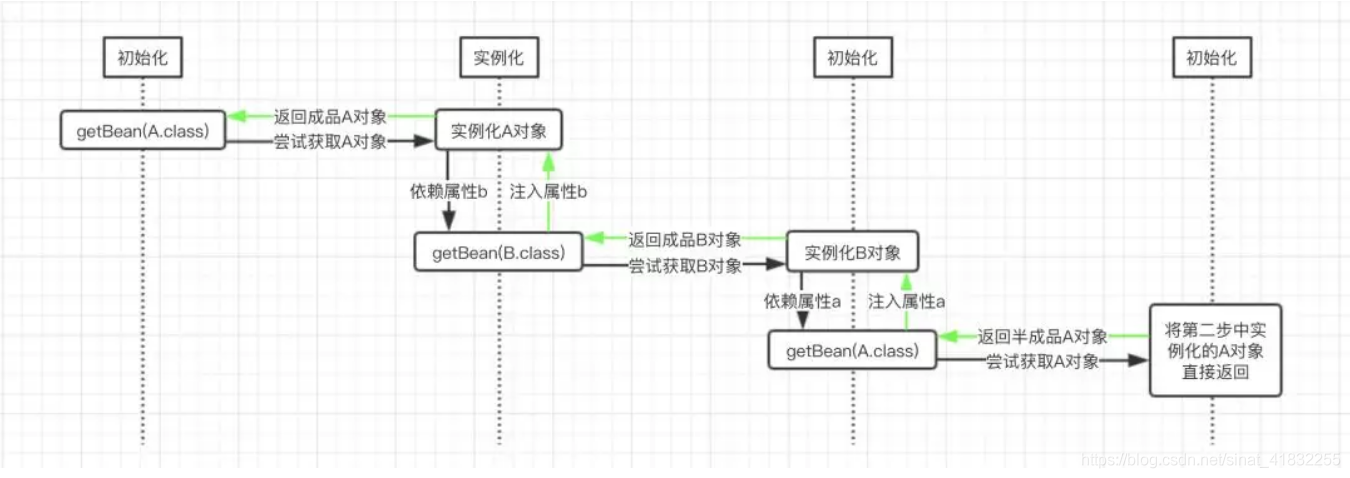 初始化
实例化
初始化
初始化
getBean(A.class)
返回成品A对象
尝试获取A对象
实例化A对象
依赖属性b
注入属性b
getBean(B.class)
返回成品B对象
尝试获取B对象
实例化B对象
依赖属性a
注入属性a
getBean(A.class)
返回半成品A对象
尝试获取A对象
将第二步中实
例化的A对象
直接返回
https://blog.csdn.net/sinat_41832255